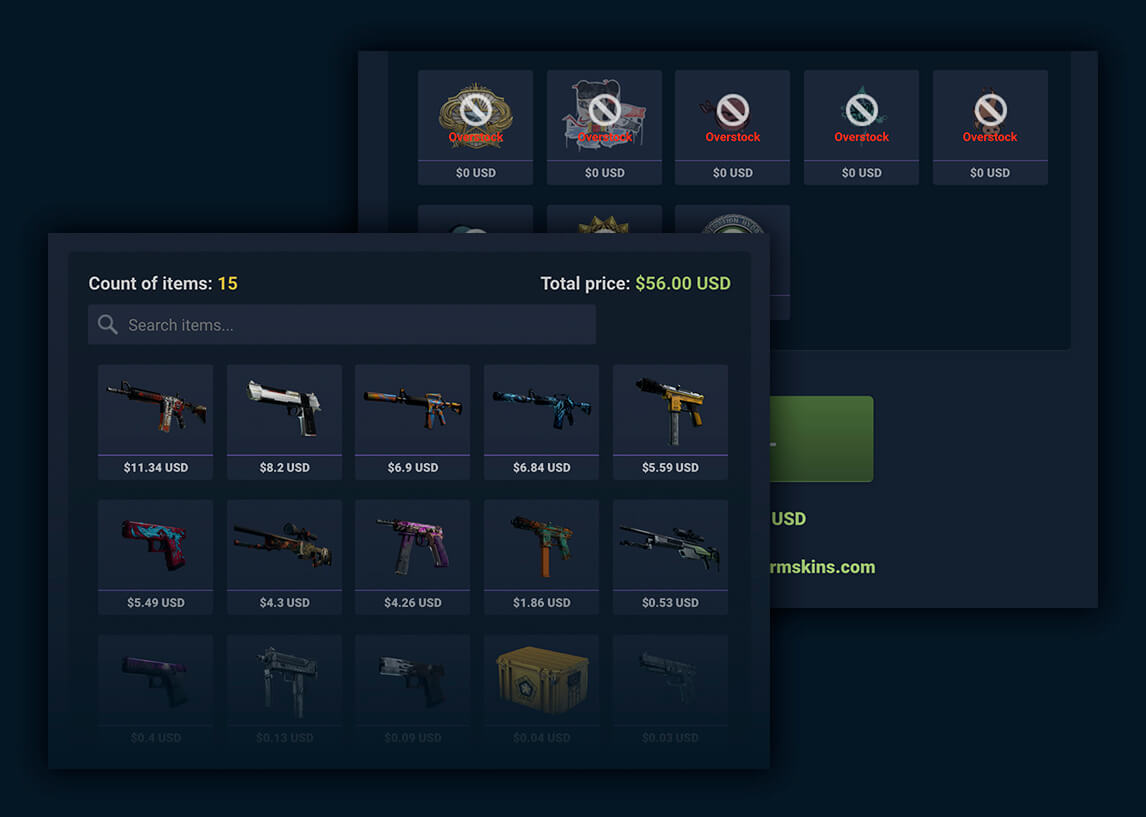 Overstock Overstock Overstock Overstock Overstock
$0 USD $0 USD $0 USD $0 USD $0 USD
Count of items: 15 Total price: $56.00 USD
Search items...
$11.34 USD $8.2 USD $6.9 USD $6.84 USD $5.59 USD
$5.49 USD $4.3 USD $4.26 USD $1.86 USD $0.53 USD
$0.4 USD $0.13 USD $0.09 USD $0.04 USD $0.03 USD
USD
rmskins.com